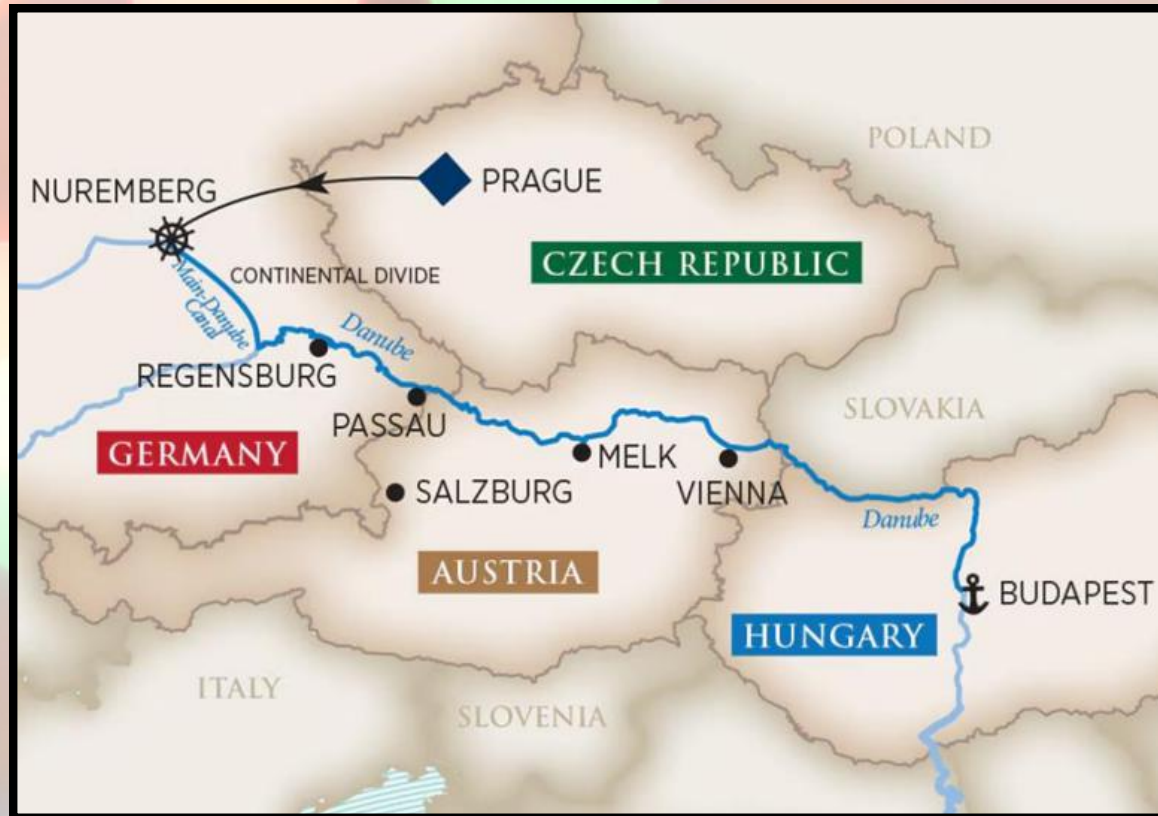 POLAND
NUREMBERG
PRAGUE
CZECH REPUBLIC
CONTINENTAL DIVIDE
Main-Danube
Canal
Danube
REGENSBURG
PASSAU
SLOVAKIA
GERMANY
MELK
SALZBURG
VIENNA
Danube
AUSTRIA
BUDAPEST
HUNGARY
ITALY
SLOVENIA